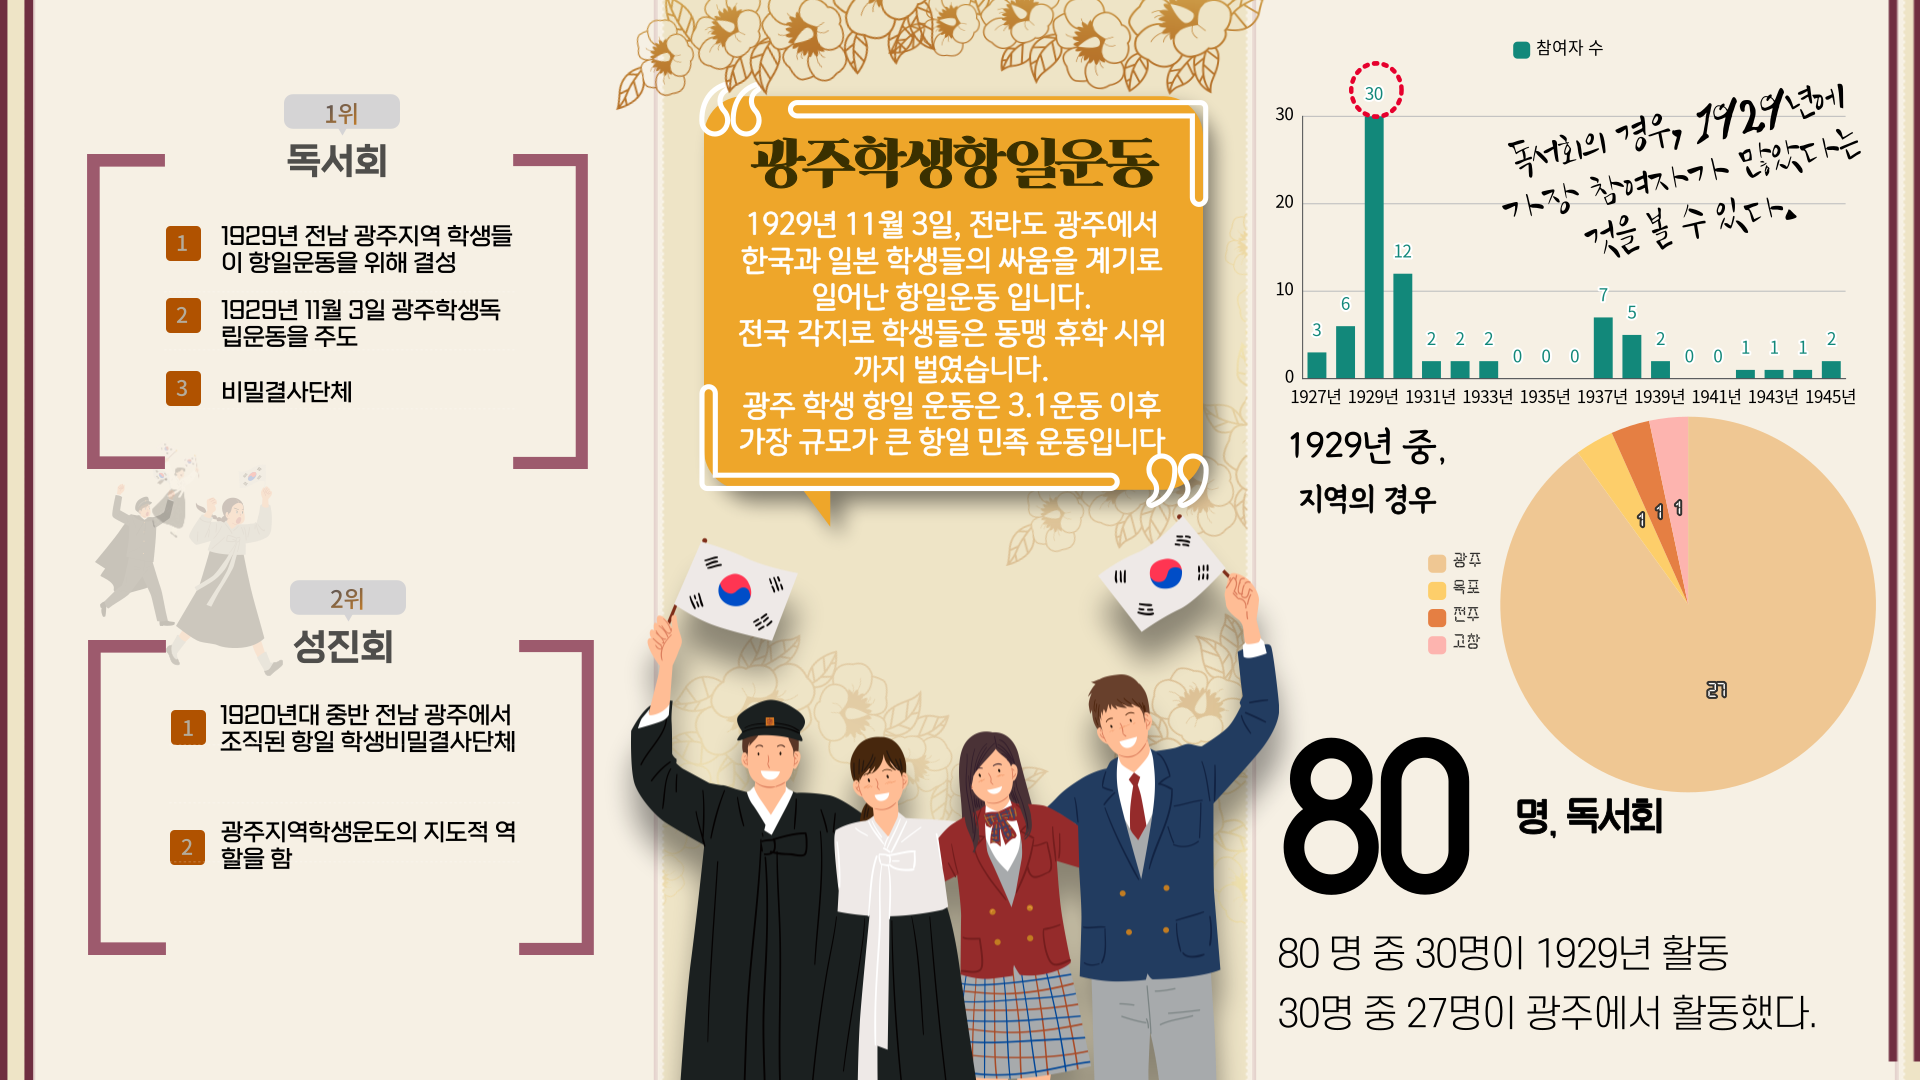 1위
독서회
1
1929년 전남 광주지역 학생들
이 항일운동을 위해 결성
2
1929년 11월 3일 광주학생독
립운동을 주도
3
비밀결사단체
2위
성진회
1
1920년대 중반 전남 광주에서
조직된 항일 학생비밀결사단체
2
광주지역학생운도의 지도적 역
할을 함
광주학생항일운동
1929년 11월 3일, 전라도 광주에서
한국과 일본 학생들의 싸움을 계기로
일어난 항일운동 입니다.
전국 각지로 학생들은 동맹 휴학 시위
까지 벌였습니다.
광주 학생 항일 운동은 3.1운동 이후
가장 규모가 큰 항일 민족 운동입니다
참여자 수
독서회의 경우, 1929년에
가장 참여자가 많았다는
것을 볼 수 있다.
30
20
10
0
3 6 30 12 2 2 2 0 0 0 7 5 2 0 0 1 1 1 2
1927년 1929년 1931년 1933년 1935년 1937년 1939년 1941년 1943년 1945년
1929년 중,
지역의 경우
광주
목포
전주
고창
1 1 1
27
80 명, 독서회
80 명 중 30명이 1929년 활동
30명 중 27명이 광주에서 활동했다.